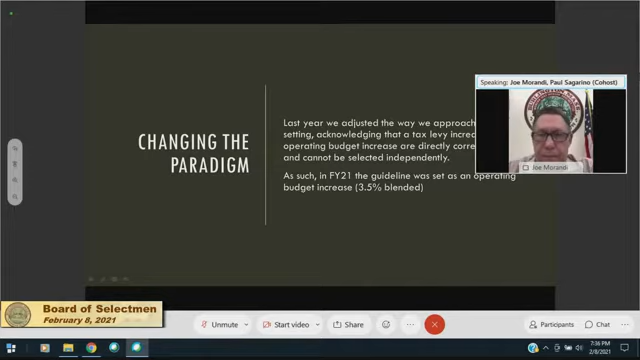 Speaking: Joe Morandi, Paul Sagarino (Cohost)
CHANGING THE
PARADIGM
Last year we adjusted the way we approach
setting, acknowledging that a tax levy
operating budget increase are directly
and cannot be selected independently.
As such, in FY21 the guideline was set as an operating
budget increase (3.5% blended)
Joe Morandi
Board of Selectmen
February 8, 2021
Unmute
Start video
Share
Participants
Chat
7:36 PM
2/8/2021